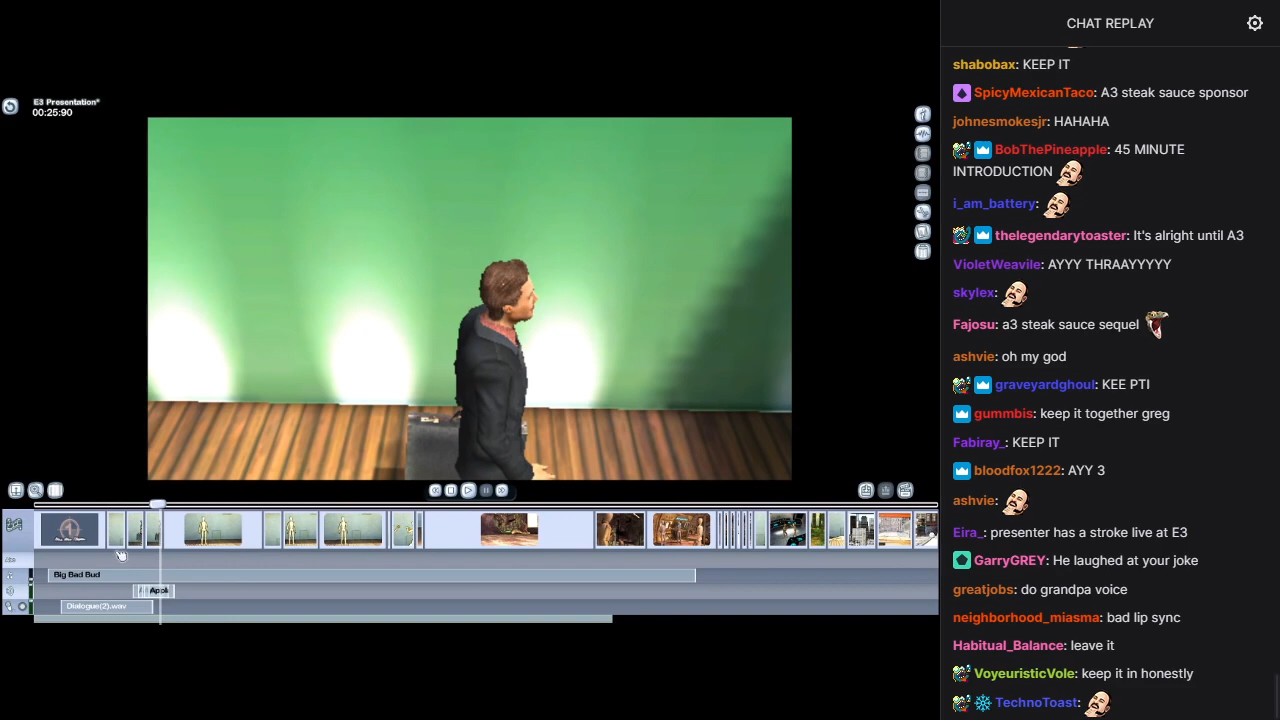 E3 Presentation*
00:25:90
Big Bad Bud
Dialogue(2).wav
CHAT REPLAY
shabobax: KEEP IT
SpicyMexicanTaco: A3 steak sauce sponsor
johnesmokesjr: HAHAHA
BobThePineapple: 45 MINUTE
INTRODUCTION
i_am_battery:
thelegendarytoaster: It's alright until A3
VioletWeavile: AYYY THRAAYYYYY
skylex:
Fajosu: a3 steak sauce sequel
ashvie: oh my god
graveyardghoul: KEE PTI
gummbis: keep it together greg
Fabiray_: KEEP IT
bloodfox1222: AYY 3
ashvie:
Eira_: presenter has a stroke live at E3
GarryGREY: He laughed at your joke
greatjobs: do grandpa voice
neighborhood_miasma: bad lip sync
Habitual_Balance: leave it
VoyeuristicVole: keep it in honestly
TechnoToast: